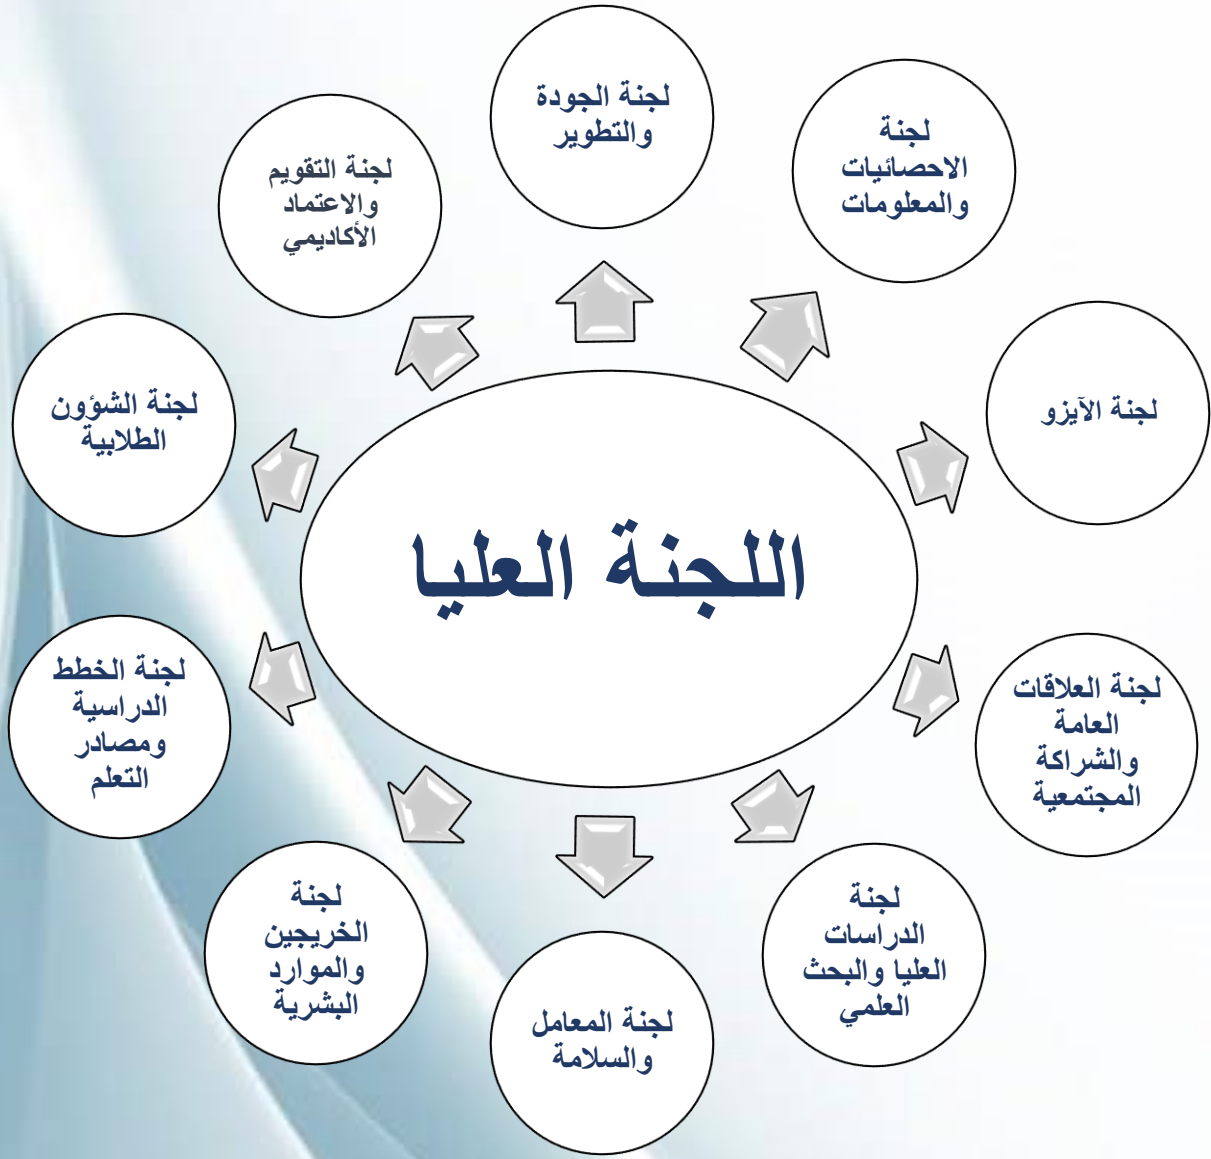 لجنة الجودة
والتطوير
لجنة
الاحصائيات
والمعلومات
لجنة الآيزو
لجنة العلاقات
العامة
والشراكة
المجتمعية
لجنة
الدراسات
العليا والبحث
العلمي
لجنة المعامل
والسلامة
لجنة
الخريجين
والموارد
البشرية
لجنة الخطط
الدراسية
ومصادر
التعلم
لجنة الشؤون
الطلابية
لجنة التقويم
والاعتماد
الأكاديمي
اللجنة العليا